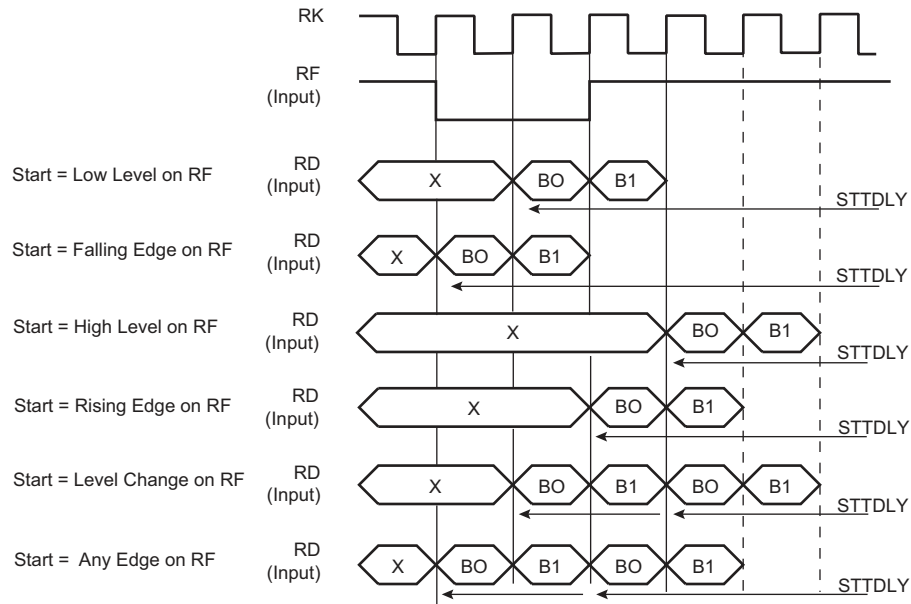 RK
RF
(Input)
Start = Low Level on RF
RD
(Input)
X
BO
B1
STTDLY
Start = Falling Edge on RF
RD
(Input)
X
BO
B1
STTDLY
Start = High Level on RF
RD
(Input)
X
BO
B1
STTDLY
Start = Rising Edge on RF
RD
(Input)
X
BO
B1
STTDLY
Start = Level Change on RF
RD
(Input)
X
BO
B1
BO
B1
STTDLY
Start = Any Edge on RF
RD
(Input)
X
BO
B1
BO
B1
STTDLY